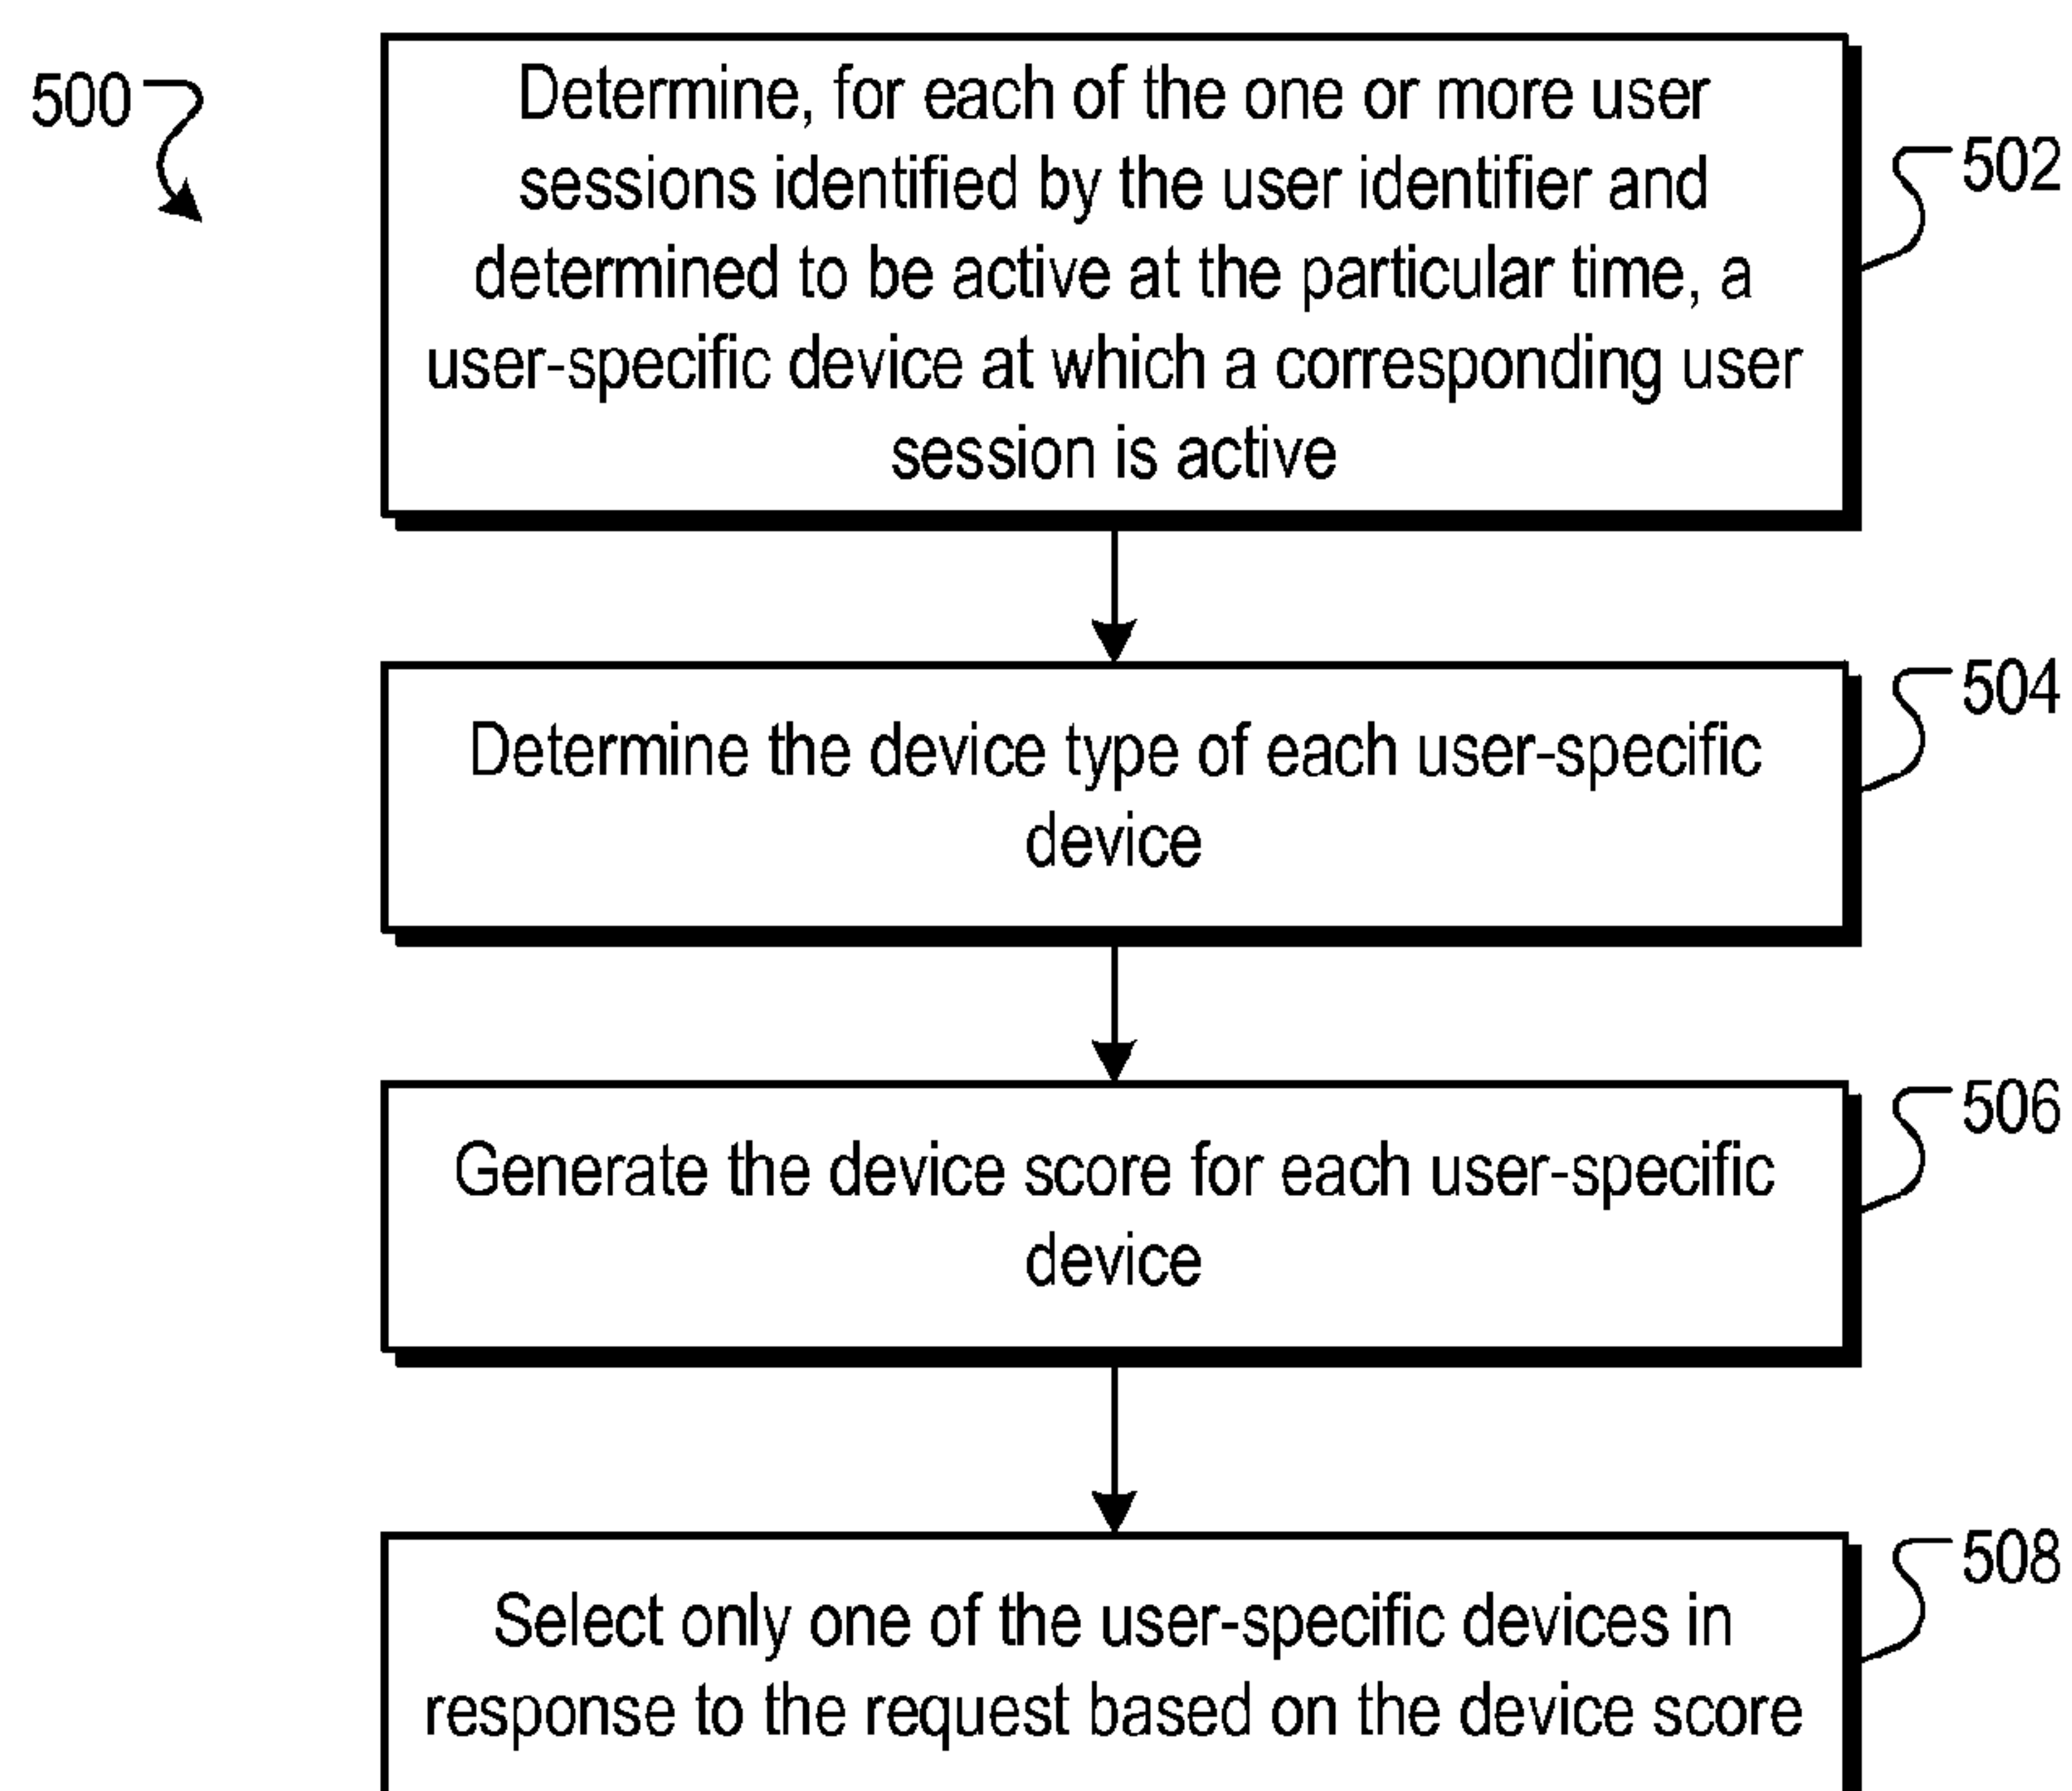 500
Determine, for each of the one or more user
sessions identified by the user identifier and
determined to be active at the particular time, a
user-specific device at which a corresponding user
session is active
502
Determine the device type of each user-specific
device
504
Generate the device score for each user-specific
device
506
Select only one of the user-specific devices in
response to the request based on the device score
508